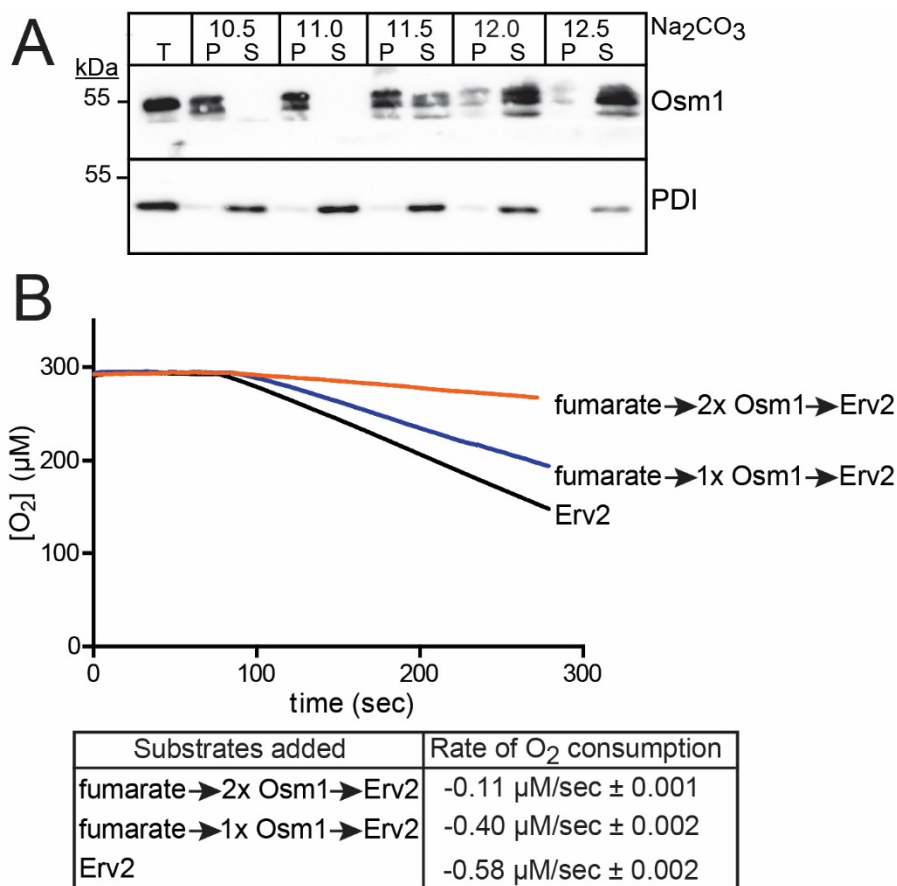 A
10.5 11.0 11.5 12.0 12.5 Na₂CO₃
T P S P S P S P S P S
kDa
55 Osm1
55 PDI
B
300
200
100
0
[O₂] (µM)
fumarate➔2x Osm1➔Erv2
fumarate➔1x Osm1➔Erv2
Erv2
0 100 200 300
time (sec)
Substrates added Rate of O₂ consumption
fumarate➔2x Osm1➔Erv2 -0.11 µM/sec ± 0.001
fumarate➔1x Osm1➔Erv2 -0.40 µM/sec ± 0.002
Erv2 -0.58 µM/sec ± 0.002